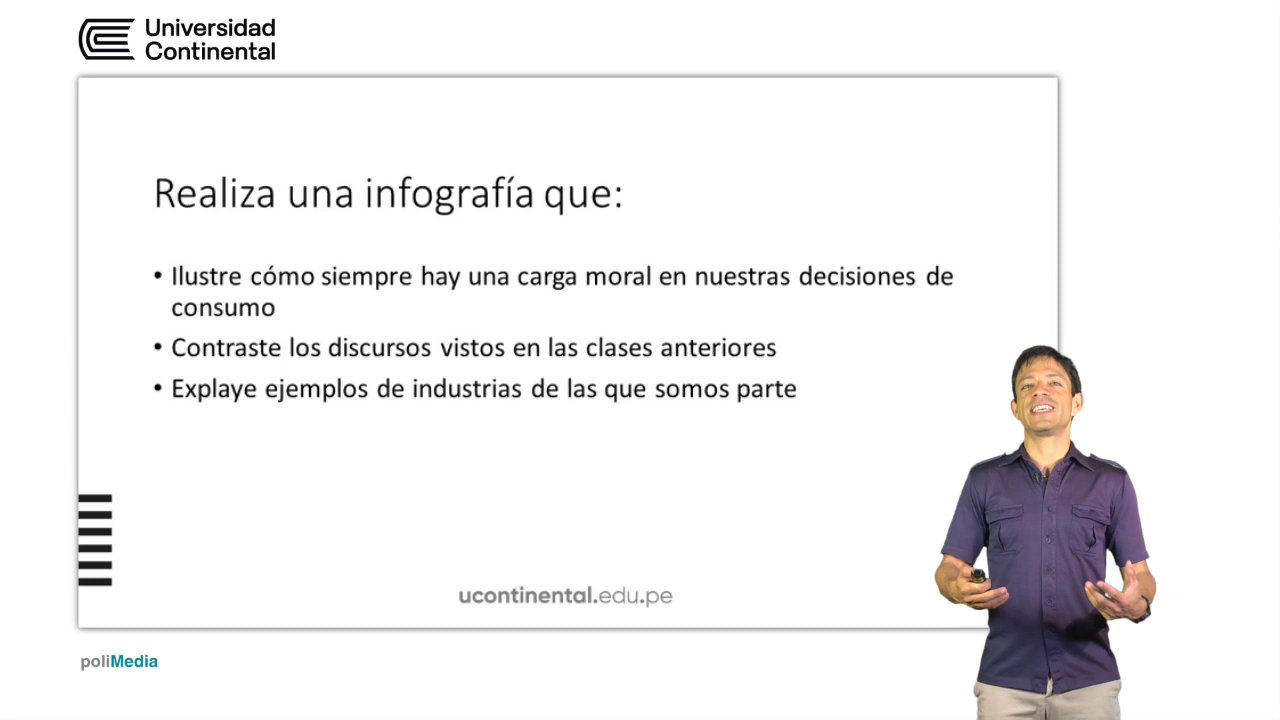 Universidad
Continental
Realiza una infografía que:
• Ilustre cómo siempre hay una carga moral en nuestras decisiones de
consumo
• Contraste los discursos vistos en las clases anteriores
• Explaye ejemplos de industrias de las que somos parte
ucontinental.edu.pe
poliMedia